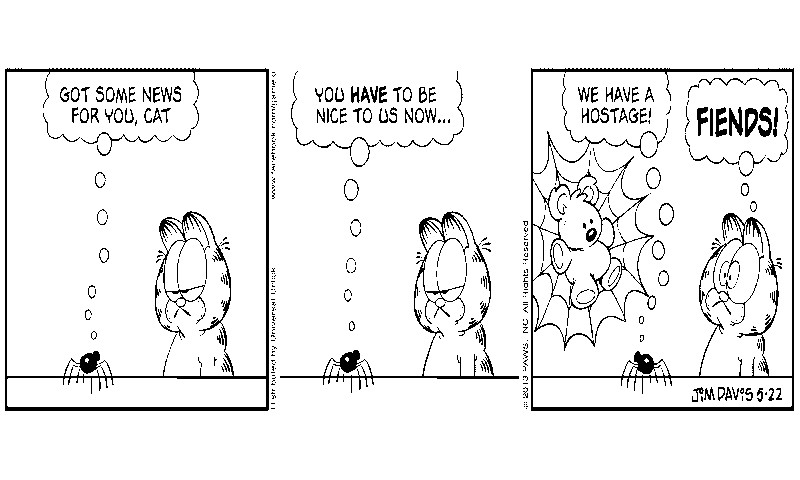 GOT SOME NEWS
FOR YOU, CAT
YOU HAVE TO BE
NICE TO US NOW...
WE HAVE A
HOSTAGE!
FIENDS!
© 2013 PAWS, INC. All Rights Reserved
JIM DAVIS 5·22